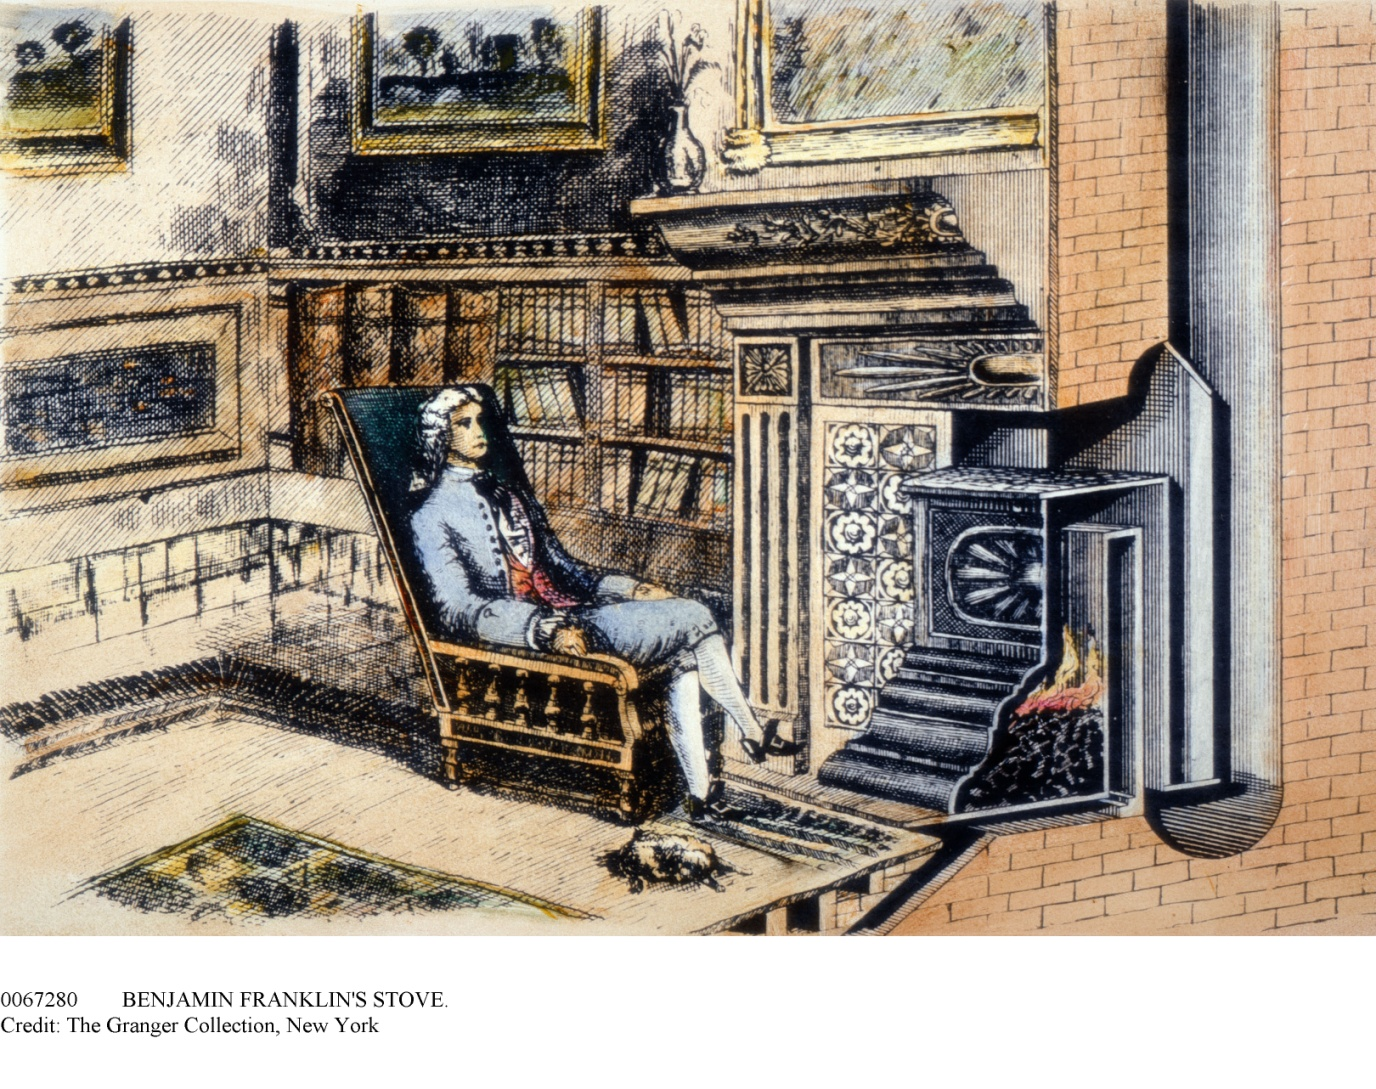 0067280 BENJAMIN FRANKLIN'S STOVE.
Credit: The Granger Collection, New York